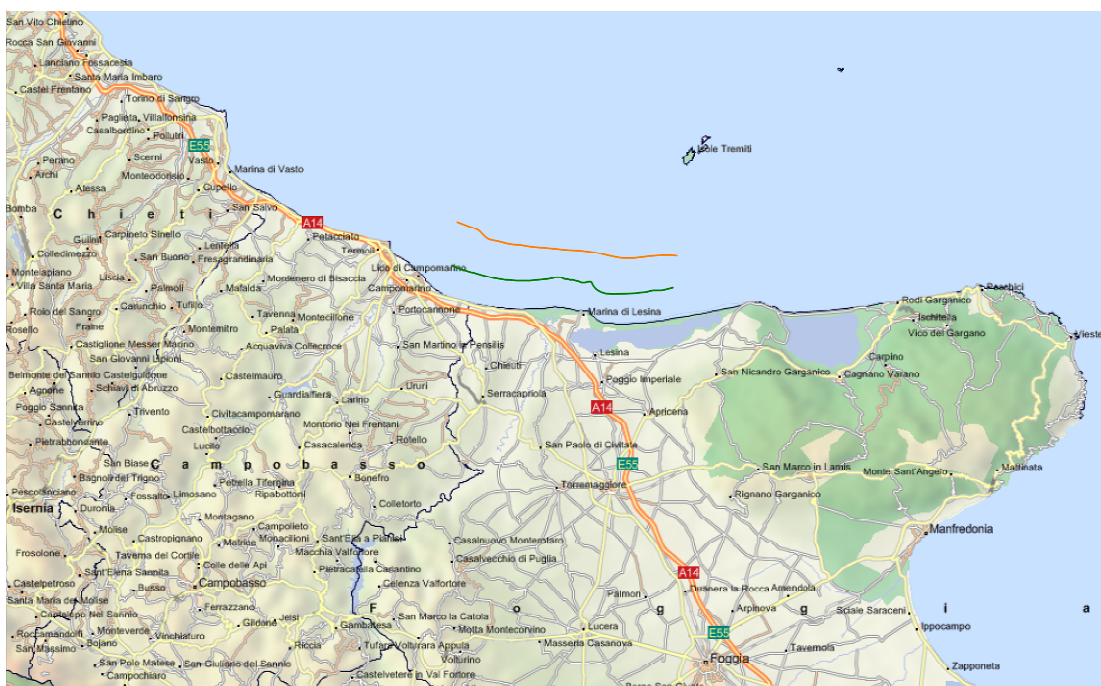 San Vito Chietino
Rocca San Giovanni
Lanciano Fossacesia
Santa Maria Imbaro
Castel Frentano
Torino di Sangro
Paglieta Villalfonsina
Casalbordino
Pollutri
E55
Isole Tremiti
Scerni
Vasto
Perano
Marina di Vasto
Archi
Monteodorisio
Atessa
Cupello
Bomba
San Salvo
Chieti
A14
Carpineto Sinello
Guilmi
Petacciato
Lentella
Termoli
Collecimezzo
San Buono
Fresagrandinaria
Montelapiano
Lido di Campomarino
Liscia
Montenero di Bisaccia
Villa Santa Maria
Palmoli
Mafalda
Campomarino
Peschici
Roio del Sangro
Carunchio
Tufillo
Tavenna
Montecilfone
Portocannone
Marina di Lesina
Rodi Garganico
Ischitella
Rosello
Fraine
Montemitro
Palata
Vico del Gargano
Vieste
Castiglione Messer Marino
Acquaviva Collecroce
San Martino in Pensilis
Lesina
San Giovanni Lipioni
Carpino
Belmonte del Sannio
Castelguidone
Castelmauro
Chieuti
San Nicandro Garganico
Cagnano Varano
Agnone
Schiavi di Abruzzo
Guardialfiera
Larino
Ururi
Serracapriola
Poggio Imperiale
Poggio Sannita
Trivento
Civitacampomarano
A14
Apricena
Castelverrino
Castelbottaccio
Montorio Nei Frentani
Pietrabbondante
Lucito
Casacalenda
Rotello
San Paolo di Civitate
San Biase
Campobasso
E55
San Marco in Lamis
Monte Sant'Angelo
Mattinata
Bagnoli del Trigno
Petrella Tifernina
Bonefro
Pescolanciano
Fossalto
Limosano
Ripabottoni
Torremaggiore
Rignano Garganico
Isernia
Duronia
Colletorto
Montagano
Molise
Campolieto
Manfredonia
Castropignano
Matrice
Monacilioni
Sant'Elia a Pianisi
Casalnuovo Monterotaro
Frosolone
Taverna del Cortile
Macchia Valfortore
Casalvecchio di Puglia
Colle delle Api
Sant'Elena Sannita
Pietracatella
Carlantino
A14
Castelpetroso
Busso
Campobasso
Celenza Valfortore
Duanera la Rocca
Amendola
Santa Maria del Molise
Palmori
Ferrazzano
Foggia
Arpinova
Sciale Saraceni
Cantalupo Nel Sannio
Gildone
Jelsi
San Marco la Catola
Roccamandolfi
Monteverde
Vinchiaturo
Gambatesa
Motta Montecorvino
Lucera
E55
Ippocampo
San Massimo
Bojano
Riccia
Tufara
Volturara Appula
Masseria Casanova
Tavernola
San Polo Matese
San Giuliano del Sannio
Volturino
Foggia
Zapponeta
Campochiaro
Castelvetere in Val Fortore